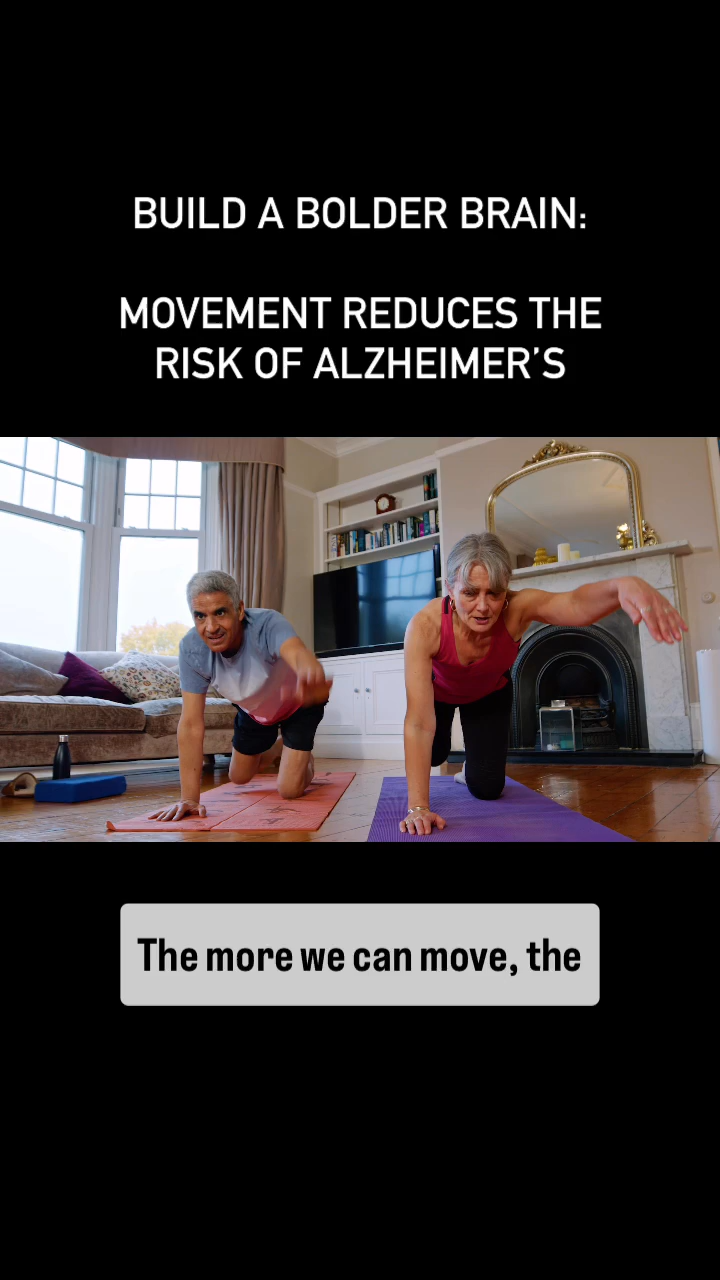 BUILD A BOLDER BRAIN:
MOVEMENT REDUCES THE
RISK OF ALZHEIMER’S
The more we can move, the